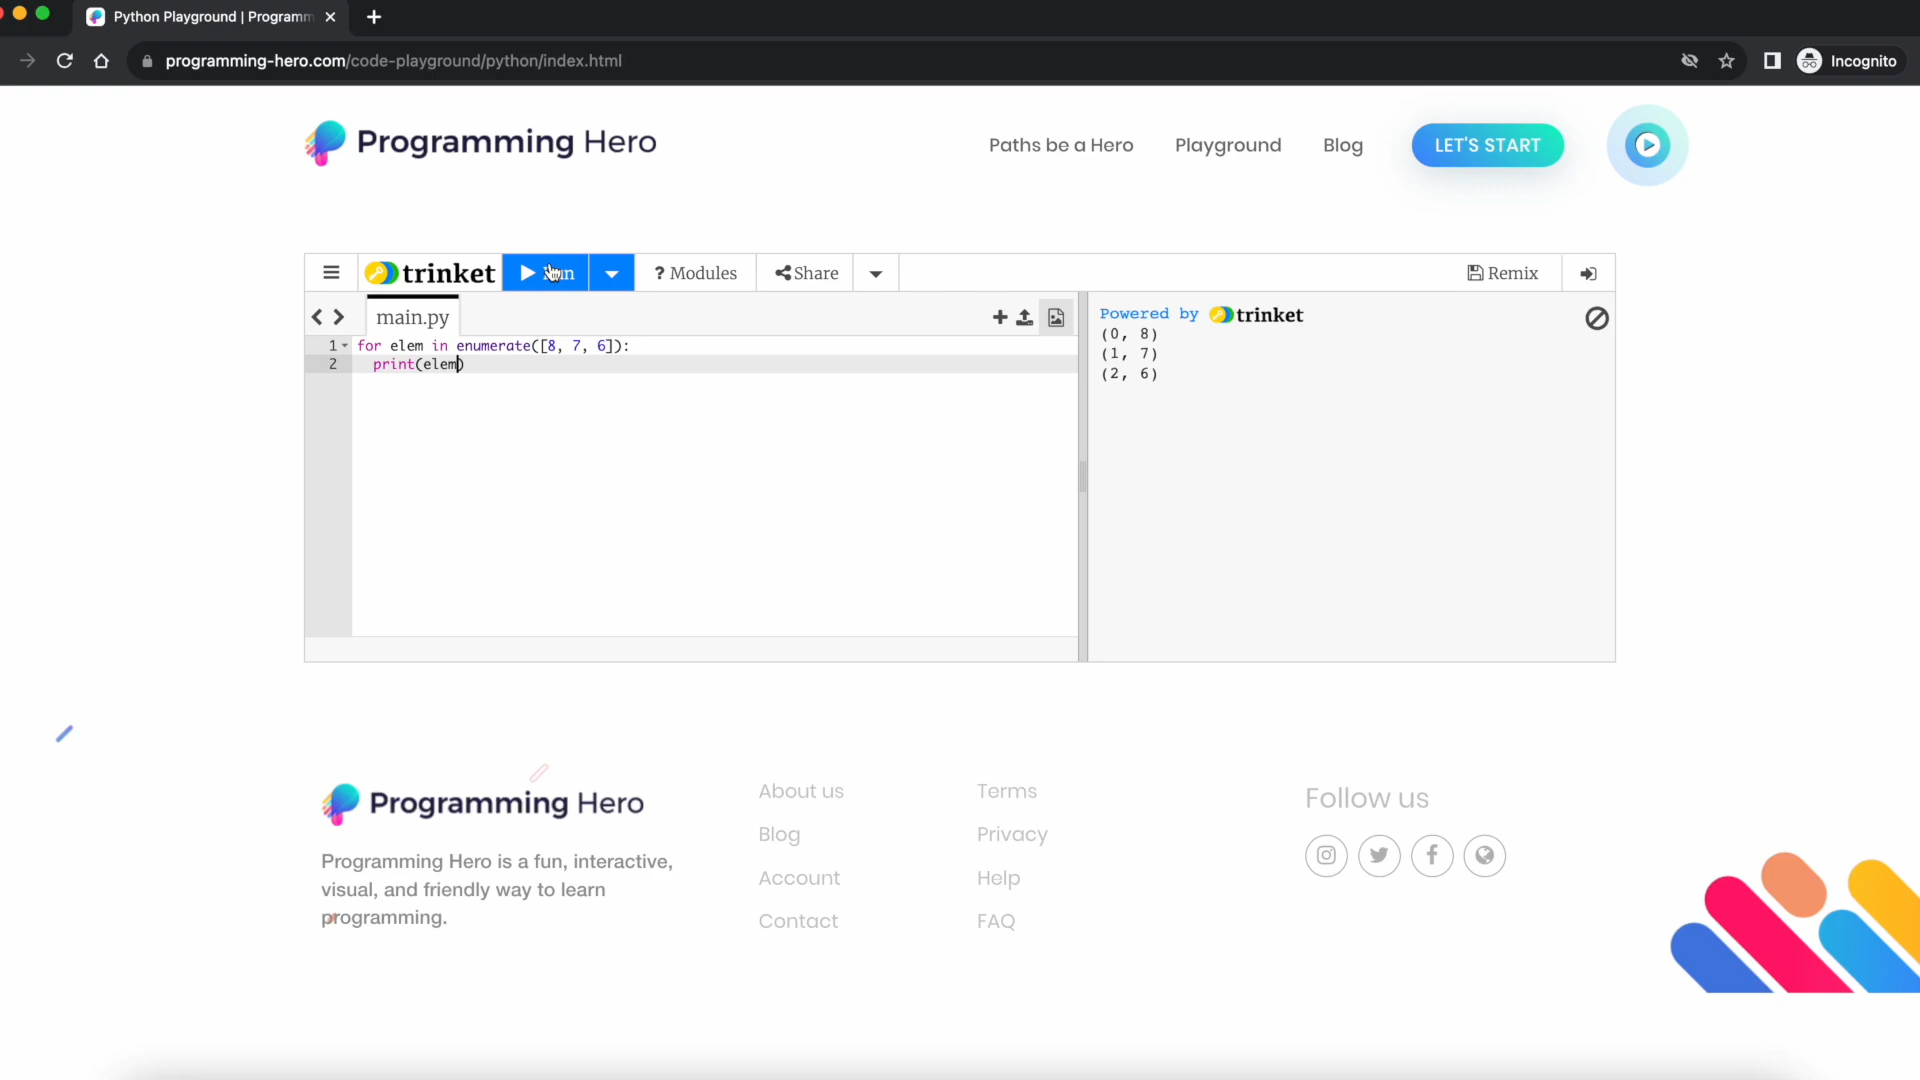 Python Playground | Programm
programming-hero.com/code-playground/python/index.html
Incognito
Programming Hero
Paths be a Hero
Playground
Blog
LET'S START
trinket
? Modules
Share
Remix
main.py
1 for elem in enumerate([8, 7, 6]):
2 print(elem)
Powered by trinket
(0, 8)
(1, 7)
(2, 6)
Programming Hero
Programming Hero is a fun, interactive,
visual, and friendly way to learn
programming.
About us
Blog
Account
Contact
Terms
Privacy
Help
FAQ
Follow us